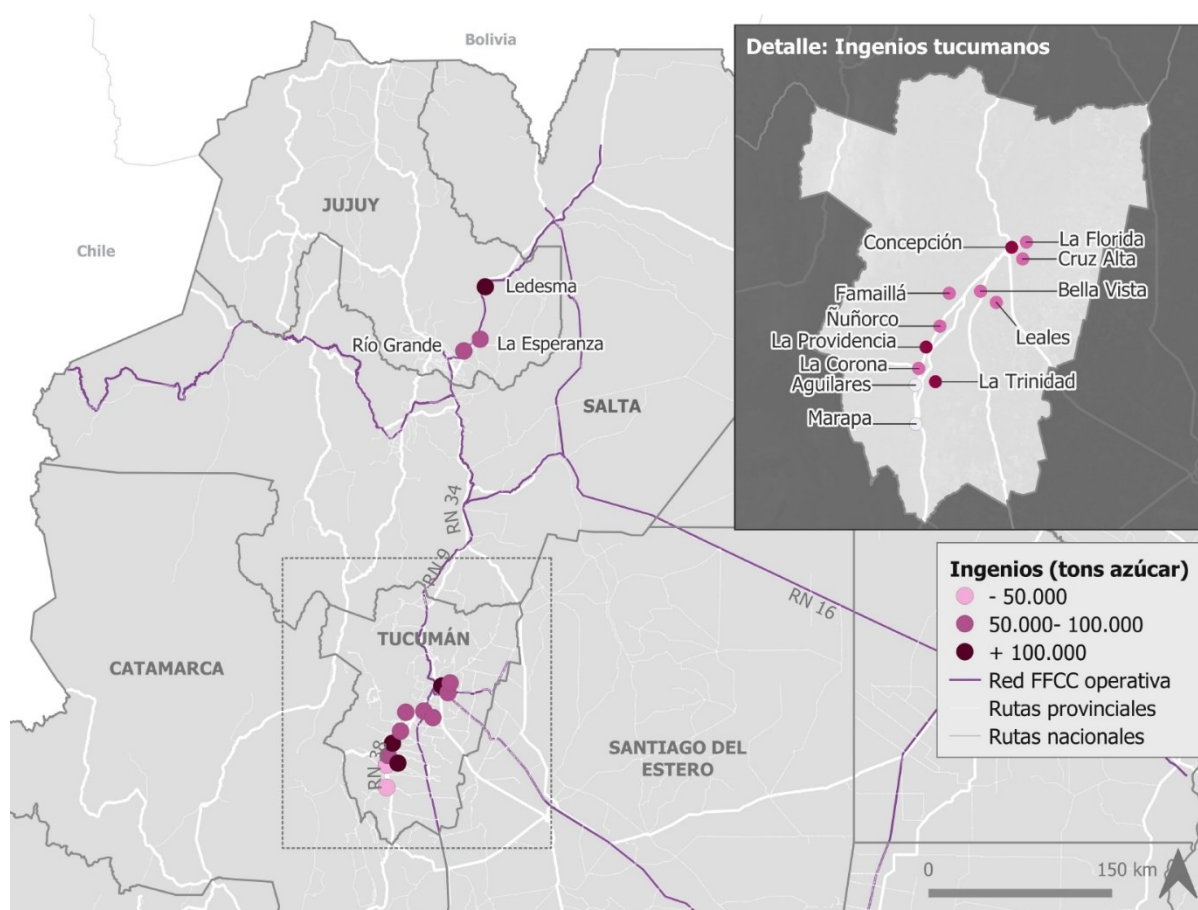 Bolivia
Chile
JUJUY
Ledesma
Río Grande
La Esperanza
SALTA
RN 34
RN 9
RN 16
TUCUMÁN
CATAMARCA
RN 38
SANTIAGO DEL
ESTERO
Detalle: Ingenios tucumanos
Concepción
La Florida
Cruz Alta
Famaillá
Bella Vista
Ñuñorco
Leales
La Providencia
La Corona
Aguilares
La Trinidad
Marapa
Ingenios (tons azúcar)
- 50.000
50.000- 100.000
+ 100.000
Red FFCC operativa
Rutas provinciales
Rutas nacionales
0 150 km